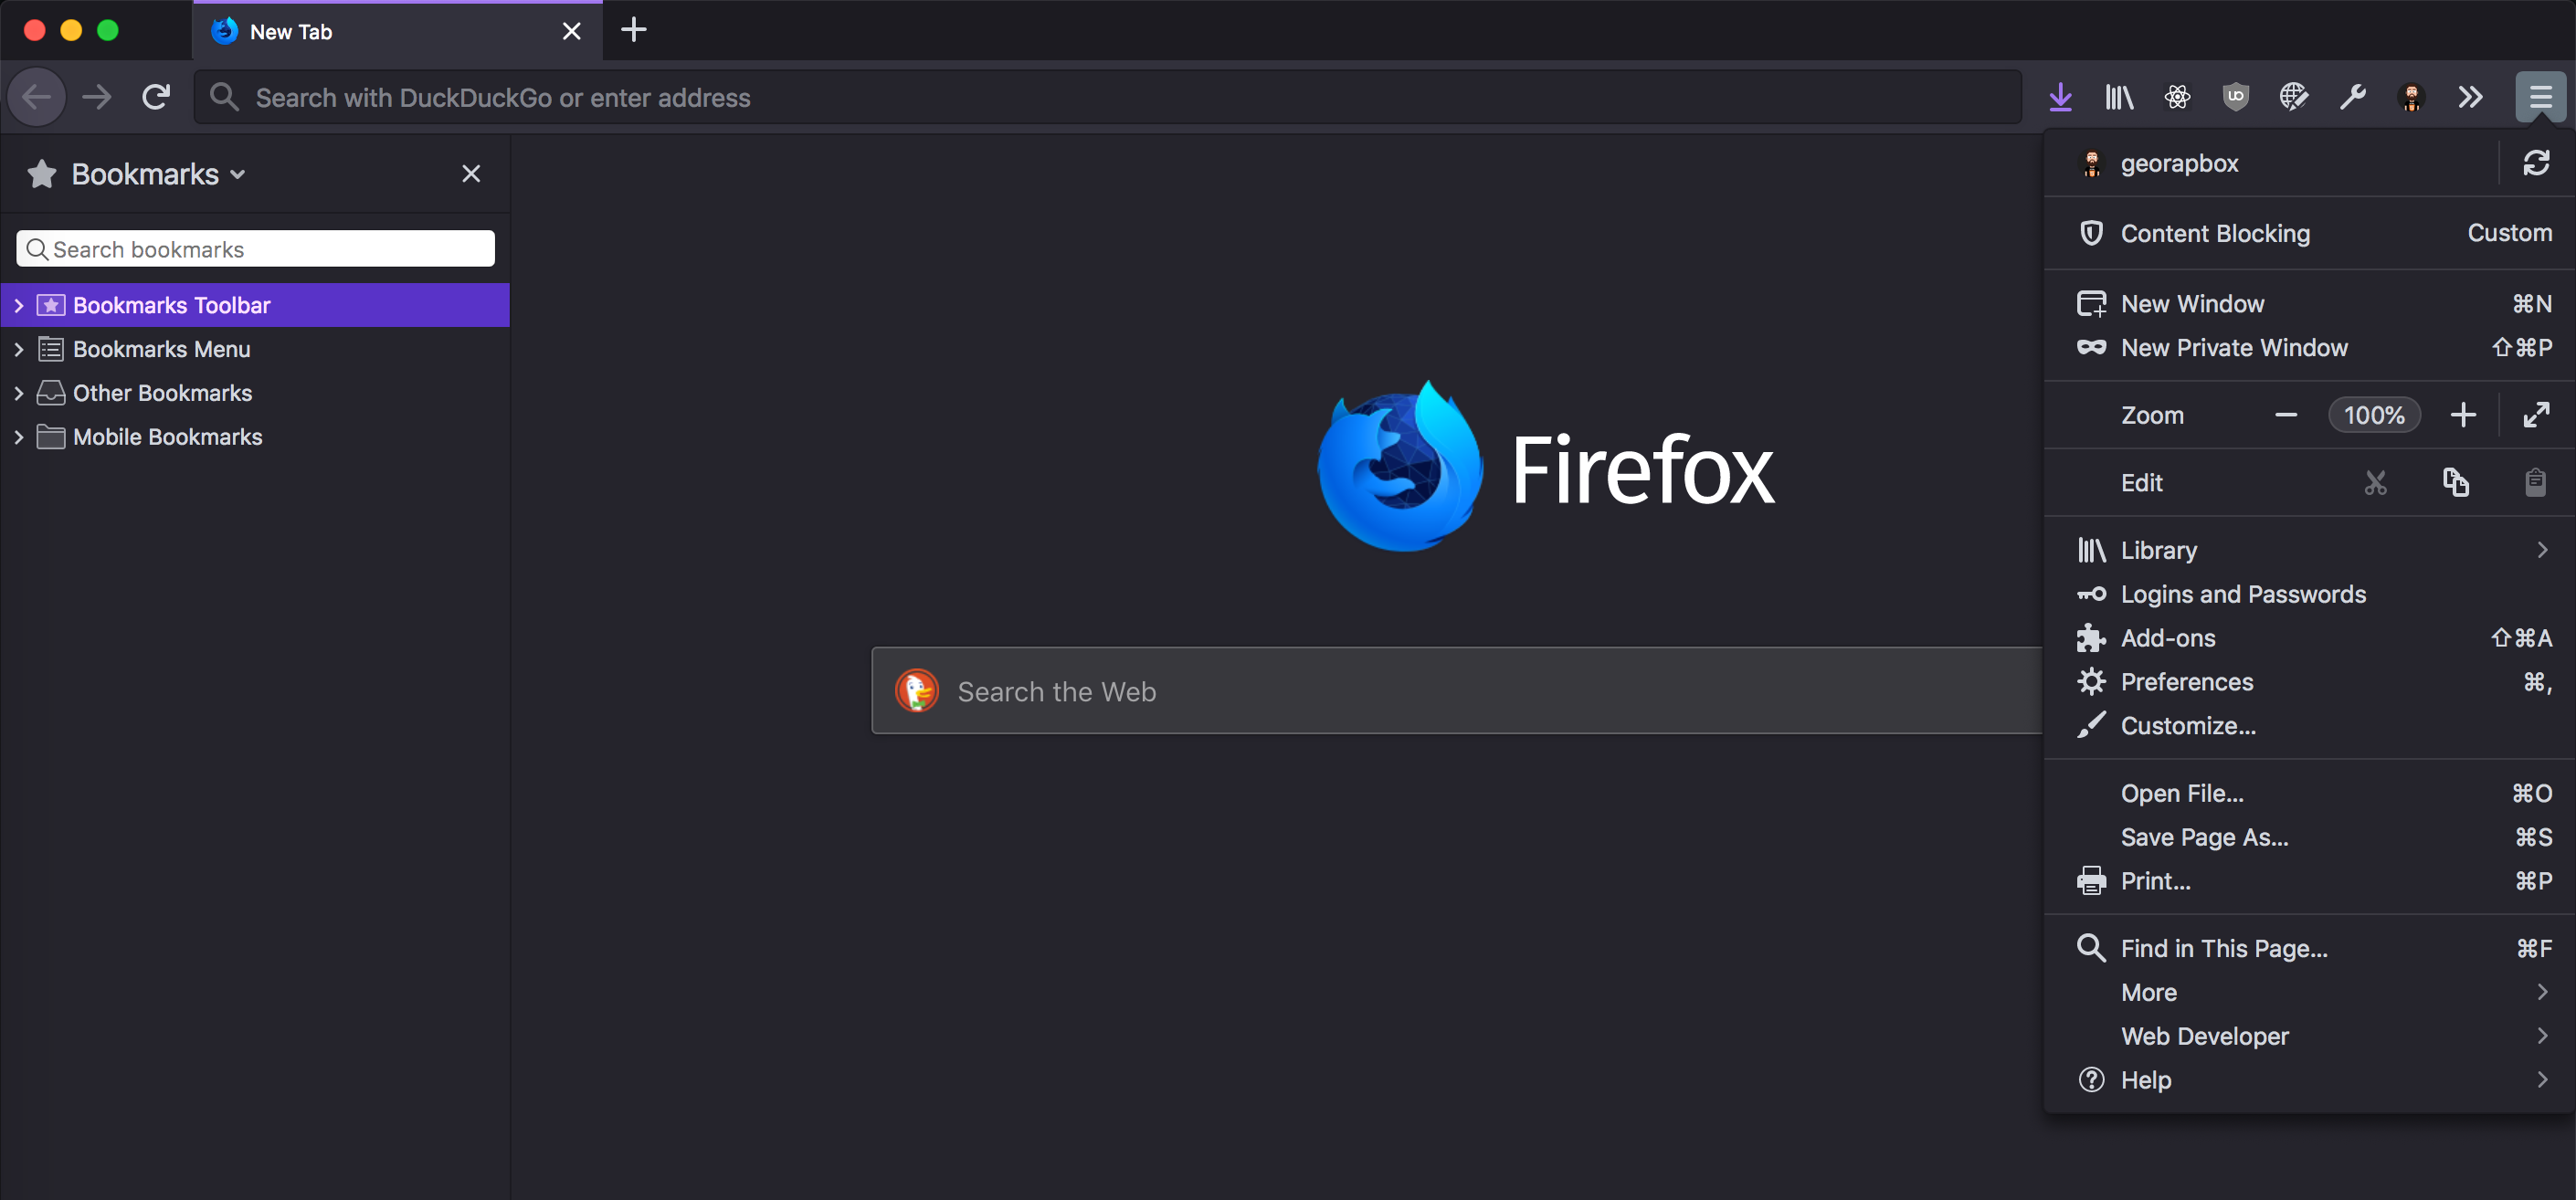 New Tab
Search with DuckDuckGo or enter address
Bookmarks
Search bookmarks
Bookmarks Toolbar
Bookmarks Menu
Other Bookmarks
Mobile Bookmarks
Firefox
Search the Web
georapbox
Content Blocking Custom
New Window ⌘N
New Private Window ⇧⌘P
Zoom − 100% +
Edit
Library
Logins and Passwords
Add-ons ⇧⌘A
Preferences ⌘,
Customize...
Open File... ⌘O
Save Page As... ⌘S
Print... ⌘P
Find in This Page... ⌘F
More
Web Developer
Help